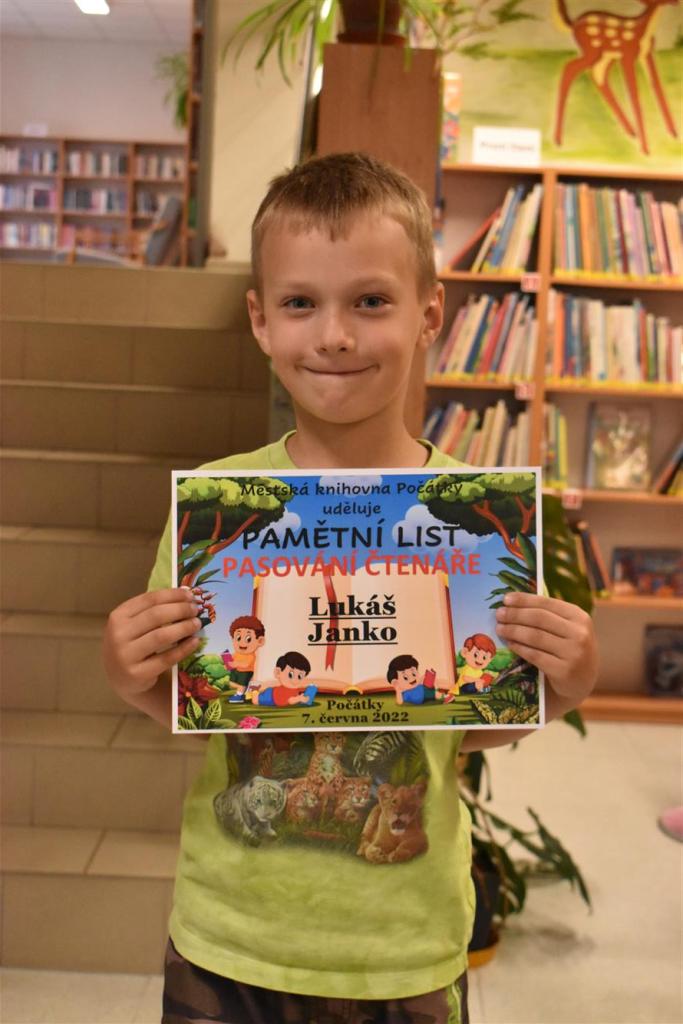 Městská knihovna Počátky
uděluje
PAMĚTNÍ LIST
PASOVÁNÍ ČTENÁŘE
Lukáš
Janko
Počátky
7. června 2022